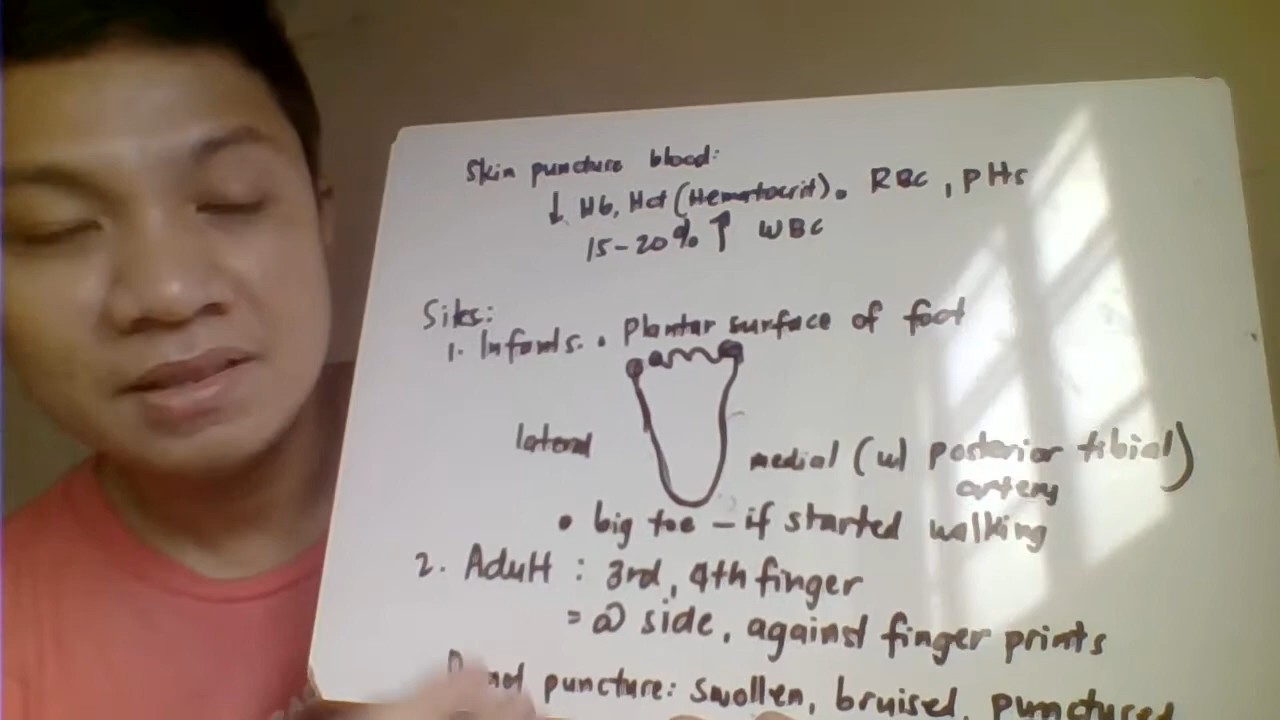 Skin puncture blood:
↓ Hb, Hct (Hematocrit). RBC, pHs
15-20% ↑ WBC
Sites:
1. Infants. • Plantar surface of foot
lateral
medial (w/ posterior tibial)
artery
• big toe – if started walking
2. Adult : 3rd, 4th finger
= @ side, against finger prints
not puncture: swollen, bruised, punctured